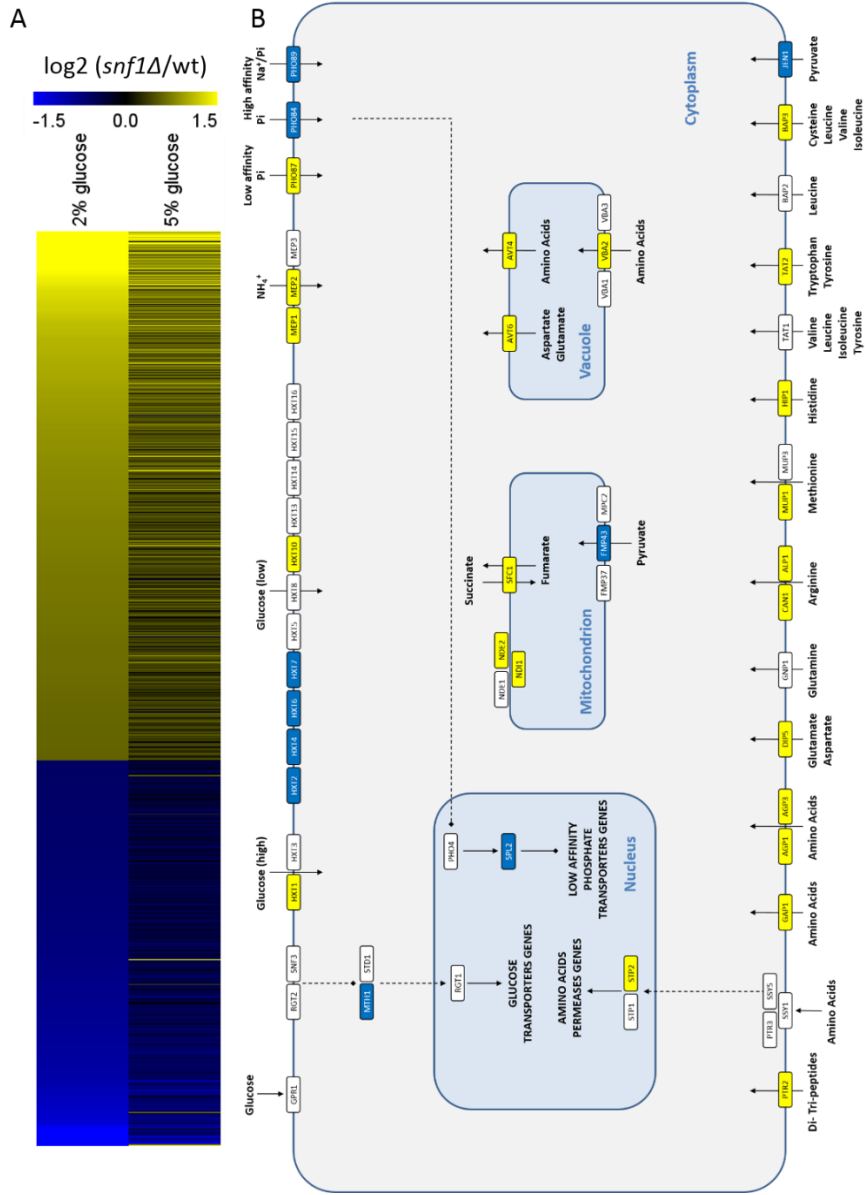 A
log2 (snf1Δ/wt)
-1.5
0.0
1.5
2% glucose
5% glucose
B
High affinity
Na⁺/Pi
Pi
Low affinity
Pi
NH₄⁺
Glucose (low)
Glucose (high)
Glucose
PHO89
PHO84
PHO87
MEP3
MEP2
MEP1
HXT16
HXT15
HXT14
HXT13
HXT10
HXT8
HXT5
HXT7
HXT6
HXT4
HXT2
HXT3
HXT1
SNF3
RGT2
GPR1
STD1
MTH1
Cytoplasm
Vacuole
AVT4
Amino Acids
AVT6
Aspartate
Glutamate
VBA3
VBA2
VBA1
Amino Acids
Mitochondrion
Succinate
SFC1
Fumarate
NDE2
NDE1
NDI1
MPC2
FMP43
FMP37
Pyruvate
Nucleus
PHO4
SPL2
LOW AFFINITY
PHOSPHATE
TRANSPORTERS GENES
RGT1
GLUCOSE
TRANSPORTERS GENES
AMINO ACIDS
PERMEASES GENES
STP2
STP1
JEN1
Pyruvate
BAP3
Cysteine
Leucine
Valine
Isoleucine
BAP2
Leucine
TAT2
Tryptophan
Tyrosine
TAT1
Valine
Leucine
Isoleucine
Tyrosine
HIP1
Histidine
MUP3
MUP1
Methionine
ALP1
CAN1
Arginine
GNP1
Glutamine
DIP5
Glutamate
Aspartate
AGP3
AGP1
Amino Acids
GAP1
Amino Acids
SSY5
PTR3
SSY1
Amino Acids
PTR2
Di- Tri-peptides